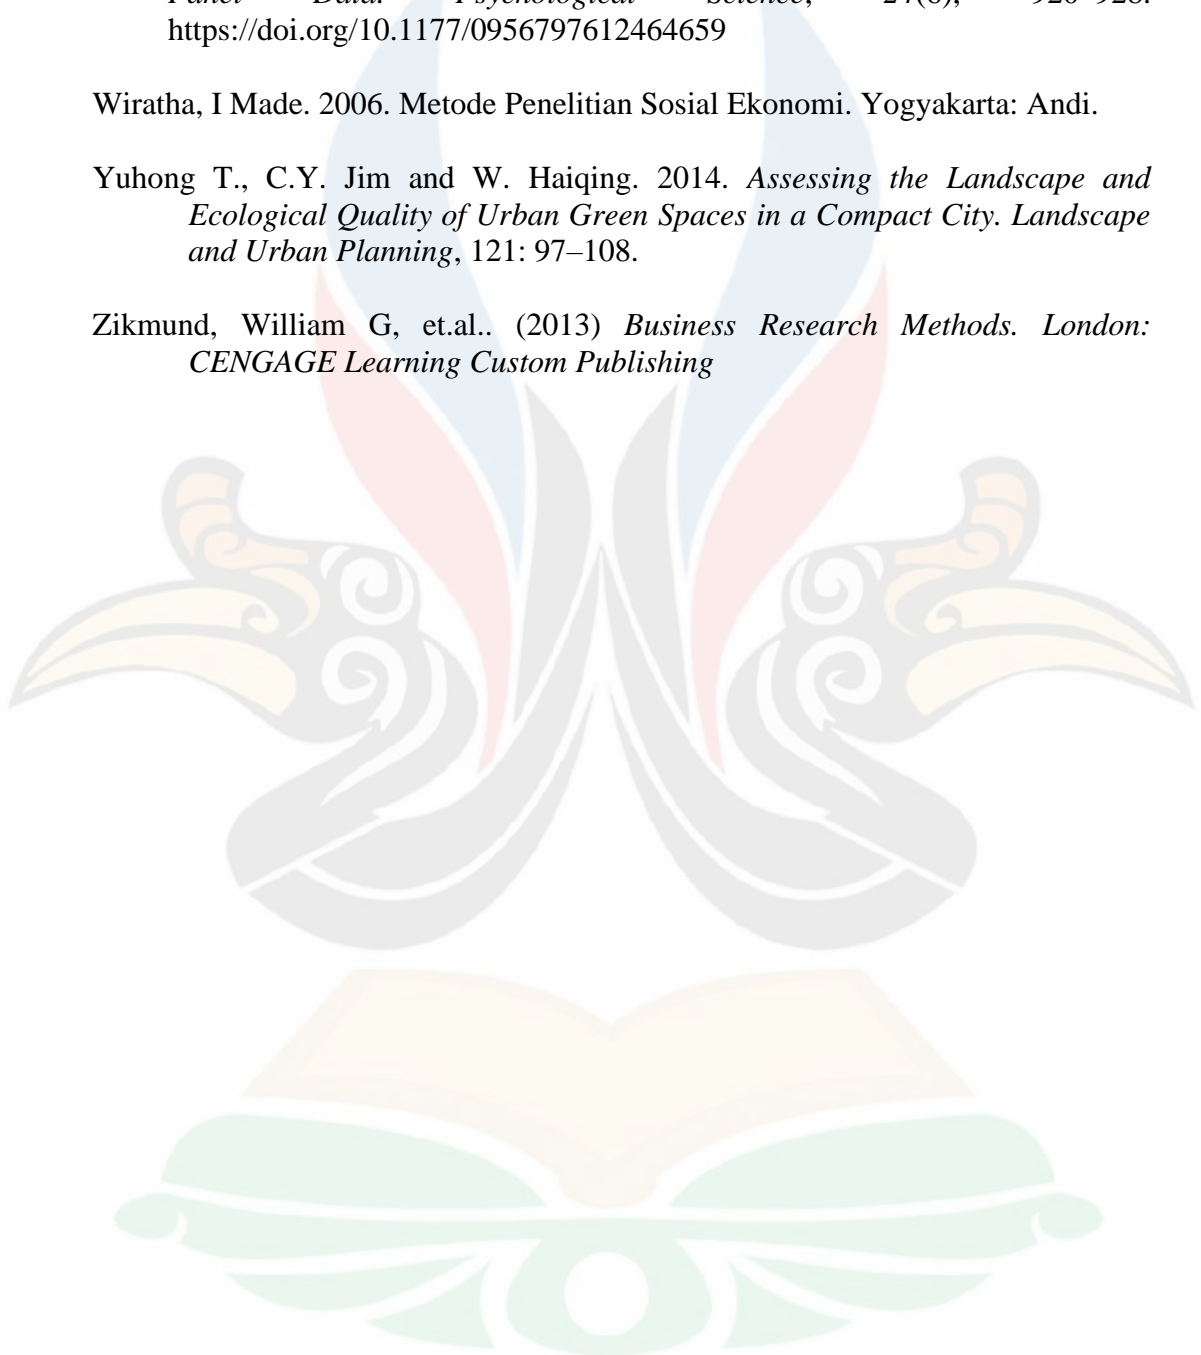 Panel Data. Psychological Science, 24(6), 920–928.
https://doi.org/10.1177/0956797612464659
Wiratha, I Made. 2006. Metode Penelitian Sosial Ekonomi. Yogyakarta: Andi.
Yuhong T., C.Y. Jim and W. Haiqing. 2014. Assessing the Landscape and
Ecological Quality of Urban Green Spaces in a Compact City. Landscape
and Urban Planning, 121: 97–108.
Zikmund, William G, et.al.. (2013) Business Research Methods. London:
CENGAGE Learning Custom Publishing